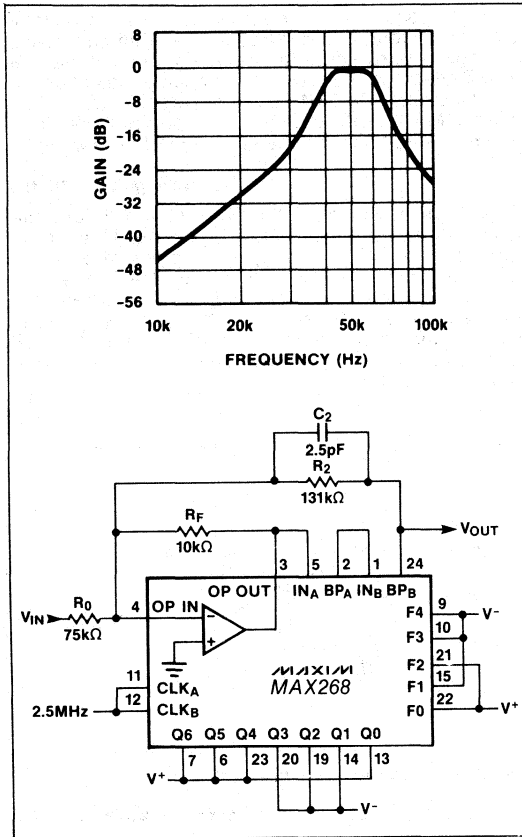 8
0
-8
-16
-24
-32
-40
-48
-56
GAIN (dB)
10k 20k 50k 100k
FREQUENCY (Hz)
C2
2.5pF
R2
131kΩ
RF
10kΩ
VOUT
3 5 2 1 24
OP OUT INA BPA INB BPB
VIN
R0
75kΩ
4 OP IN
−
+
F4 9 V−
F3 10
F2 21
F1 15
F0 22 V+
MAXIM
MAX268
11 CLKA
2.5MHz
12 CLKB
Q6 Q5 Q4 Q3 Q2 Q1 Q0
7 6 23 20 19 14 13
V+
V−